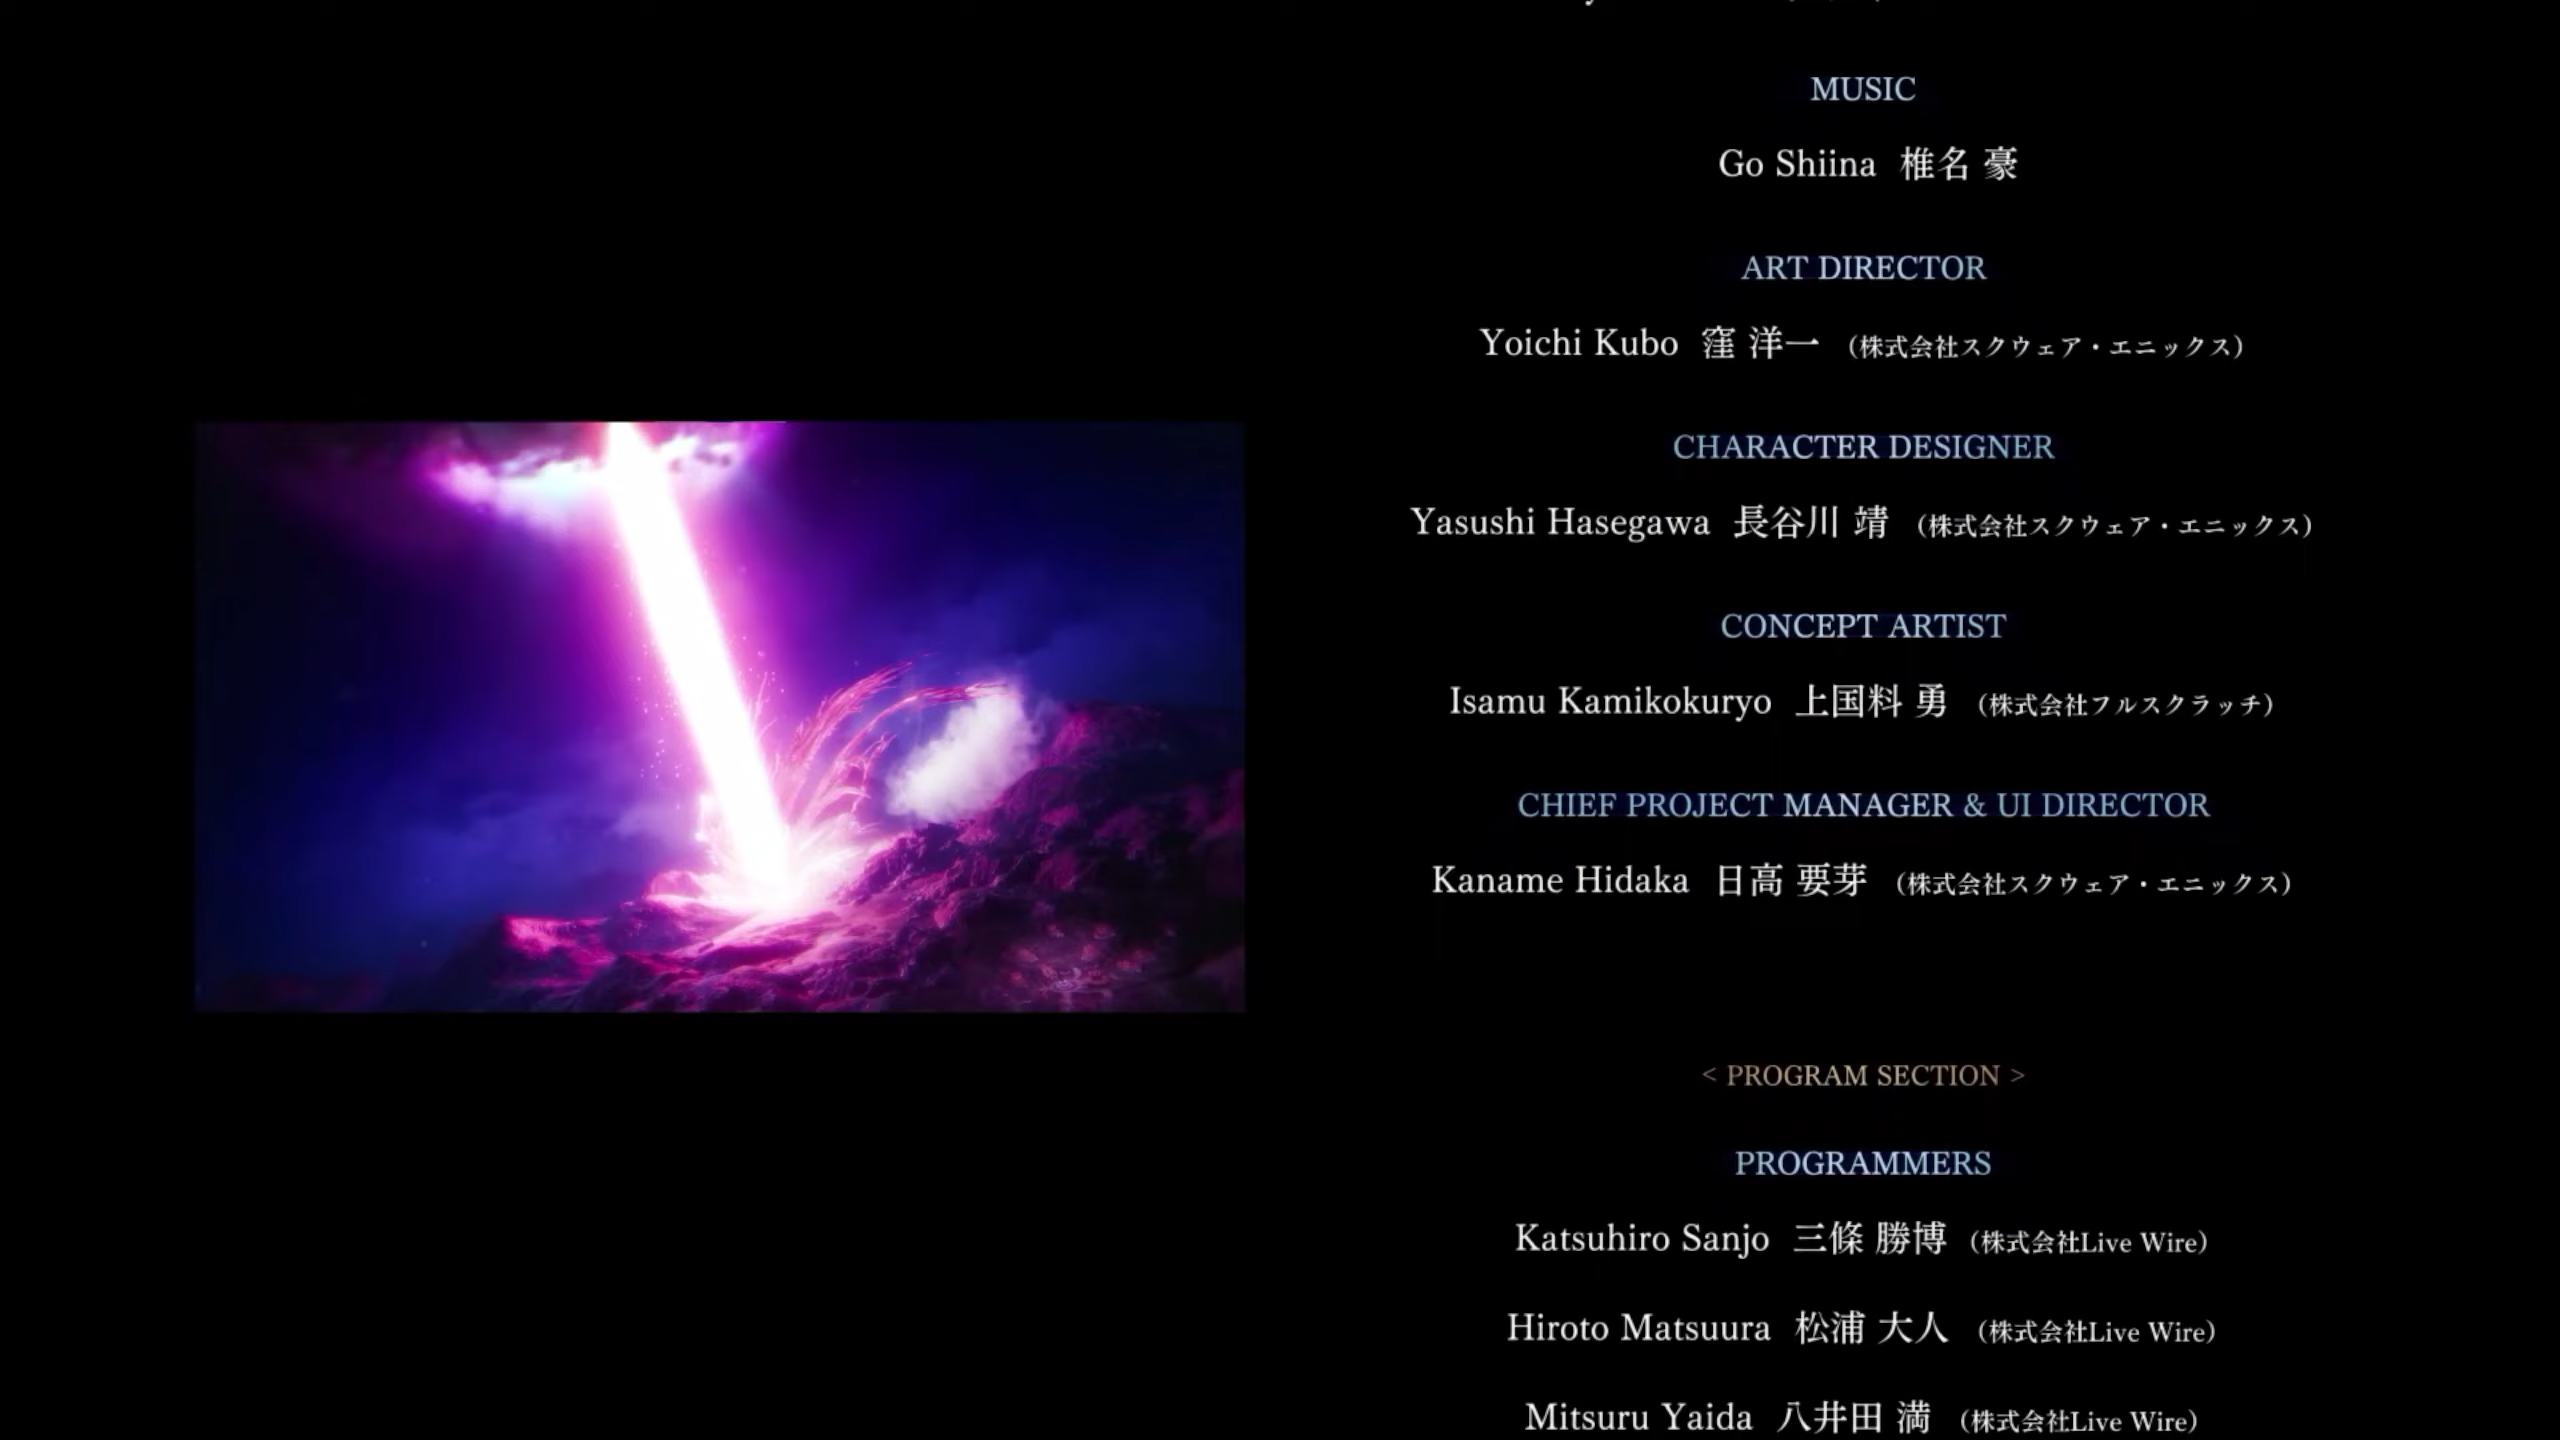 MUSIC
Go Shiina 椎名 豪
ART DIRECTOR
Yoichi Kubo 窪 洋一 （株式会社スクウェア・エニックス）
CHARACTER DESIGNER
Yasushi Hasegawa 長谷川 靖 （株式会社スクウェア・エニックス）
CONCEPT ARTIST
Isamu Kamikokuryo 上国料 勇 （株式会社フルスクラッチ）
CHIEF PROJECT MANAGER & UI DIRECTOR
Kaname Hidaka 日高 要芽 （株式会社スクウェア・エニックス）
< PROGRAM SECTION >
PROGRAMMERS
Katsuhiro Sanjo 三條 勝博 （株式会社Live Wire）
Hiroto Matsuura 松浦 大人 （株式会社Live Wire）
Mitsuru Yaida 八井田 満 （株式会社Live Wire）